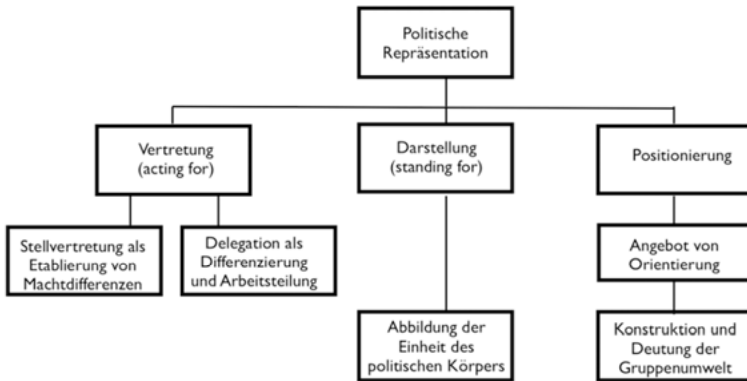 Politische
Repräsentation
Vertretung
(acting for)
Darstellung
(standing for)
Positionierung
Stellvertretung als
Etablierung von
Machtdifferenzen
Delegation als
Differenzierung
und Arbeitsteilung
Angebot von
Orientierung
Abbildung der
Einheit des
politischen Körpers
Konstruktion und
Deutung der
Gruppenumwelt